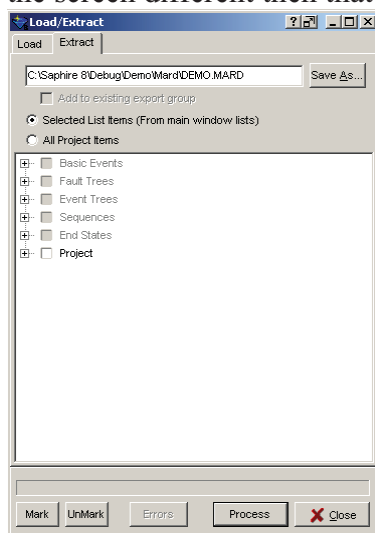 the screen different then that
Load/Extract
Load Extract
C:\Saphire 8\Debug\Demo\Mard\DEMO.MARD Save As...
Add to existing export group
Selected List Items (From main window lists)
All Project Items
Basic Events
Fault Trees
Event Trees
Sequences
End States
Project
Mark UnMark Errors Process Close